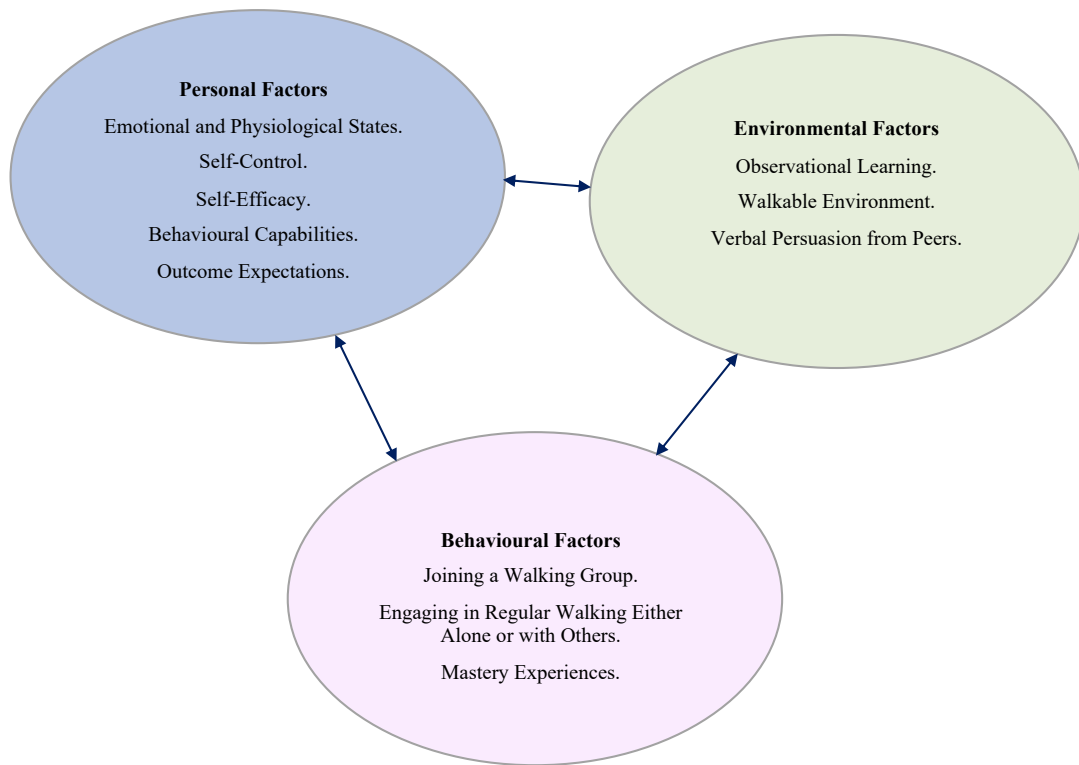 Personal Factors
Emotional and Physiological States.
Self-Control.
Self-Efficacy.
Behavioural Capabilities.
Outcome Expectations.
Environmental Factors
Observational Learning.
Walkable Environment.
Verbal Persuasion from Peers.
Behavioural Factors
Joining a Walking Group.
Engaging in Regular Walking Either
Alone or with Others.
Mastery Experiences.